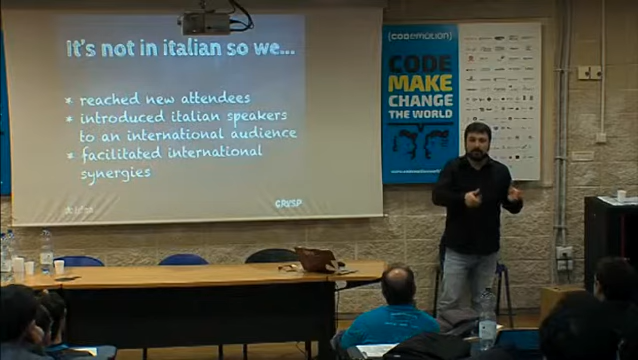 it's not in italian so we...
* reached new attendees
* introduced italian speakers
to an international audience
* facilitated international
synergies
{codemotion}
CODE
MAKE
CHANGE
THE WORLD